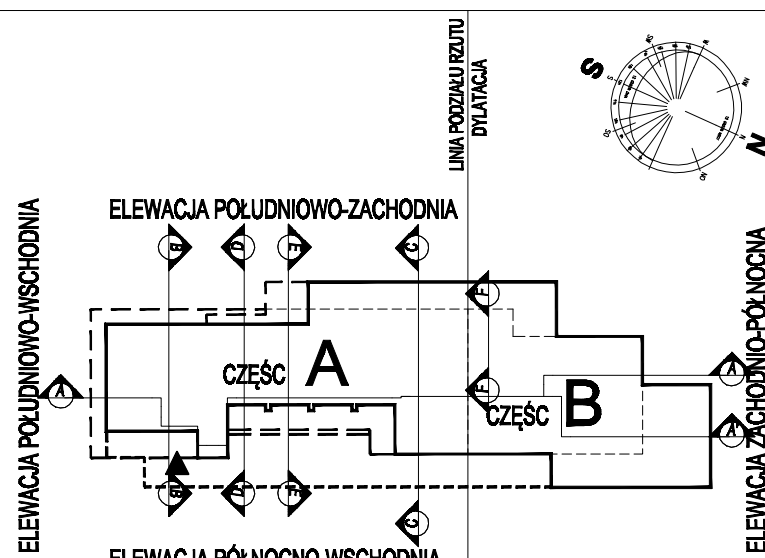 LINIA PODZIAŁU RZUTU
DYLATACJA
S
N
ELEWACJA POŁUDNIOWO-ZACHODNIA
ELEWACJA POŁUDNIOWO-WSCHODNIA
ELEWACJA ZACHODNIO-PÓŁNOCNA
B
D
E
C
F
CZĘŚC A
A
A
F
CZĘŚC B
A'
B
D
E
C
ELEWACJA PÓŁNOCNO-WSCHODNIA